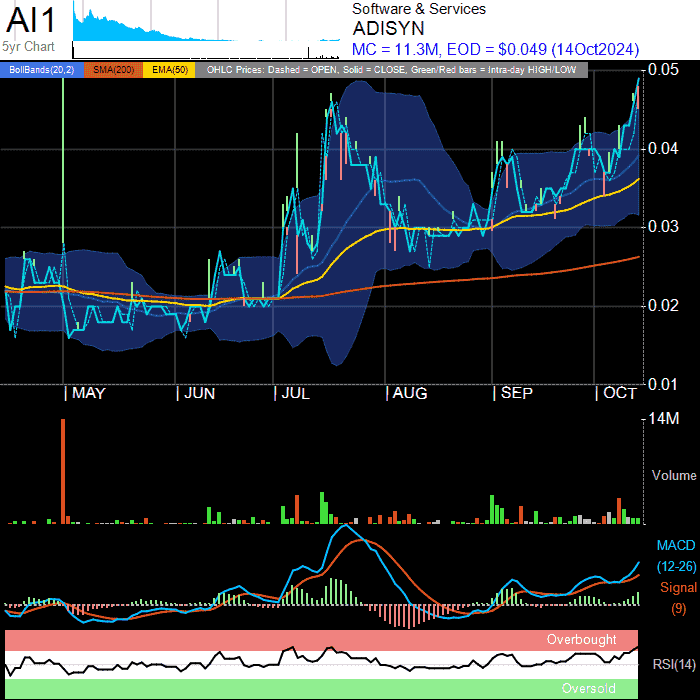 AI1
5yr Chart
Software & Services
ADISYN
MC = 11.3M, EOD = $0.049 (14Oct2024)
BollBands(20,2) SMA(200) EMA(50) OHLC Prices: Dashed = OPEN, Solid = CLOSE, Green/Red bars = Intra-day HIGH/LOW
0.05
0.04
0.03
0.02
0.01
MAY JUN JUL AUG SEP OCT
14M
Volume
MACD
(12-26)
Signal
(9)
Overbought
RSI(14)
Oversold